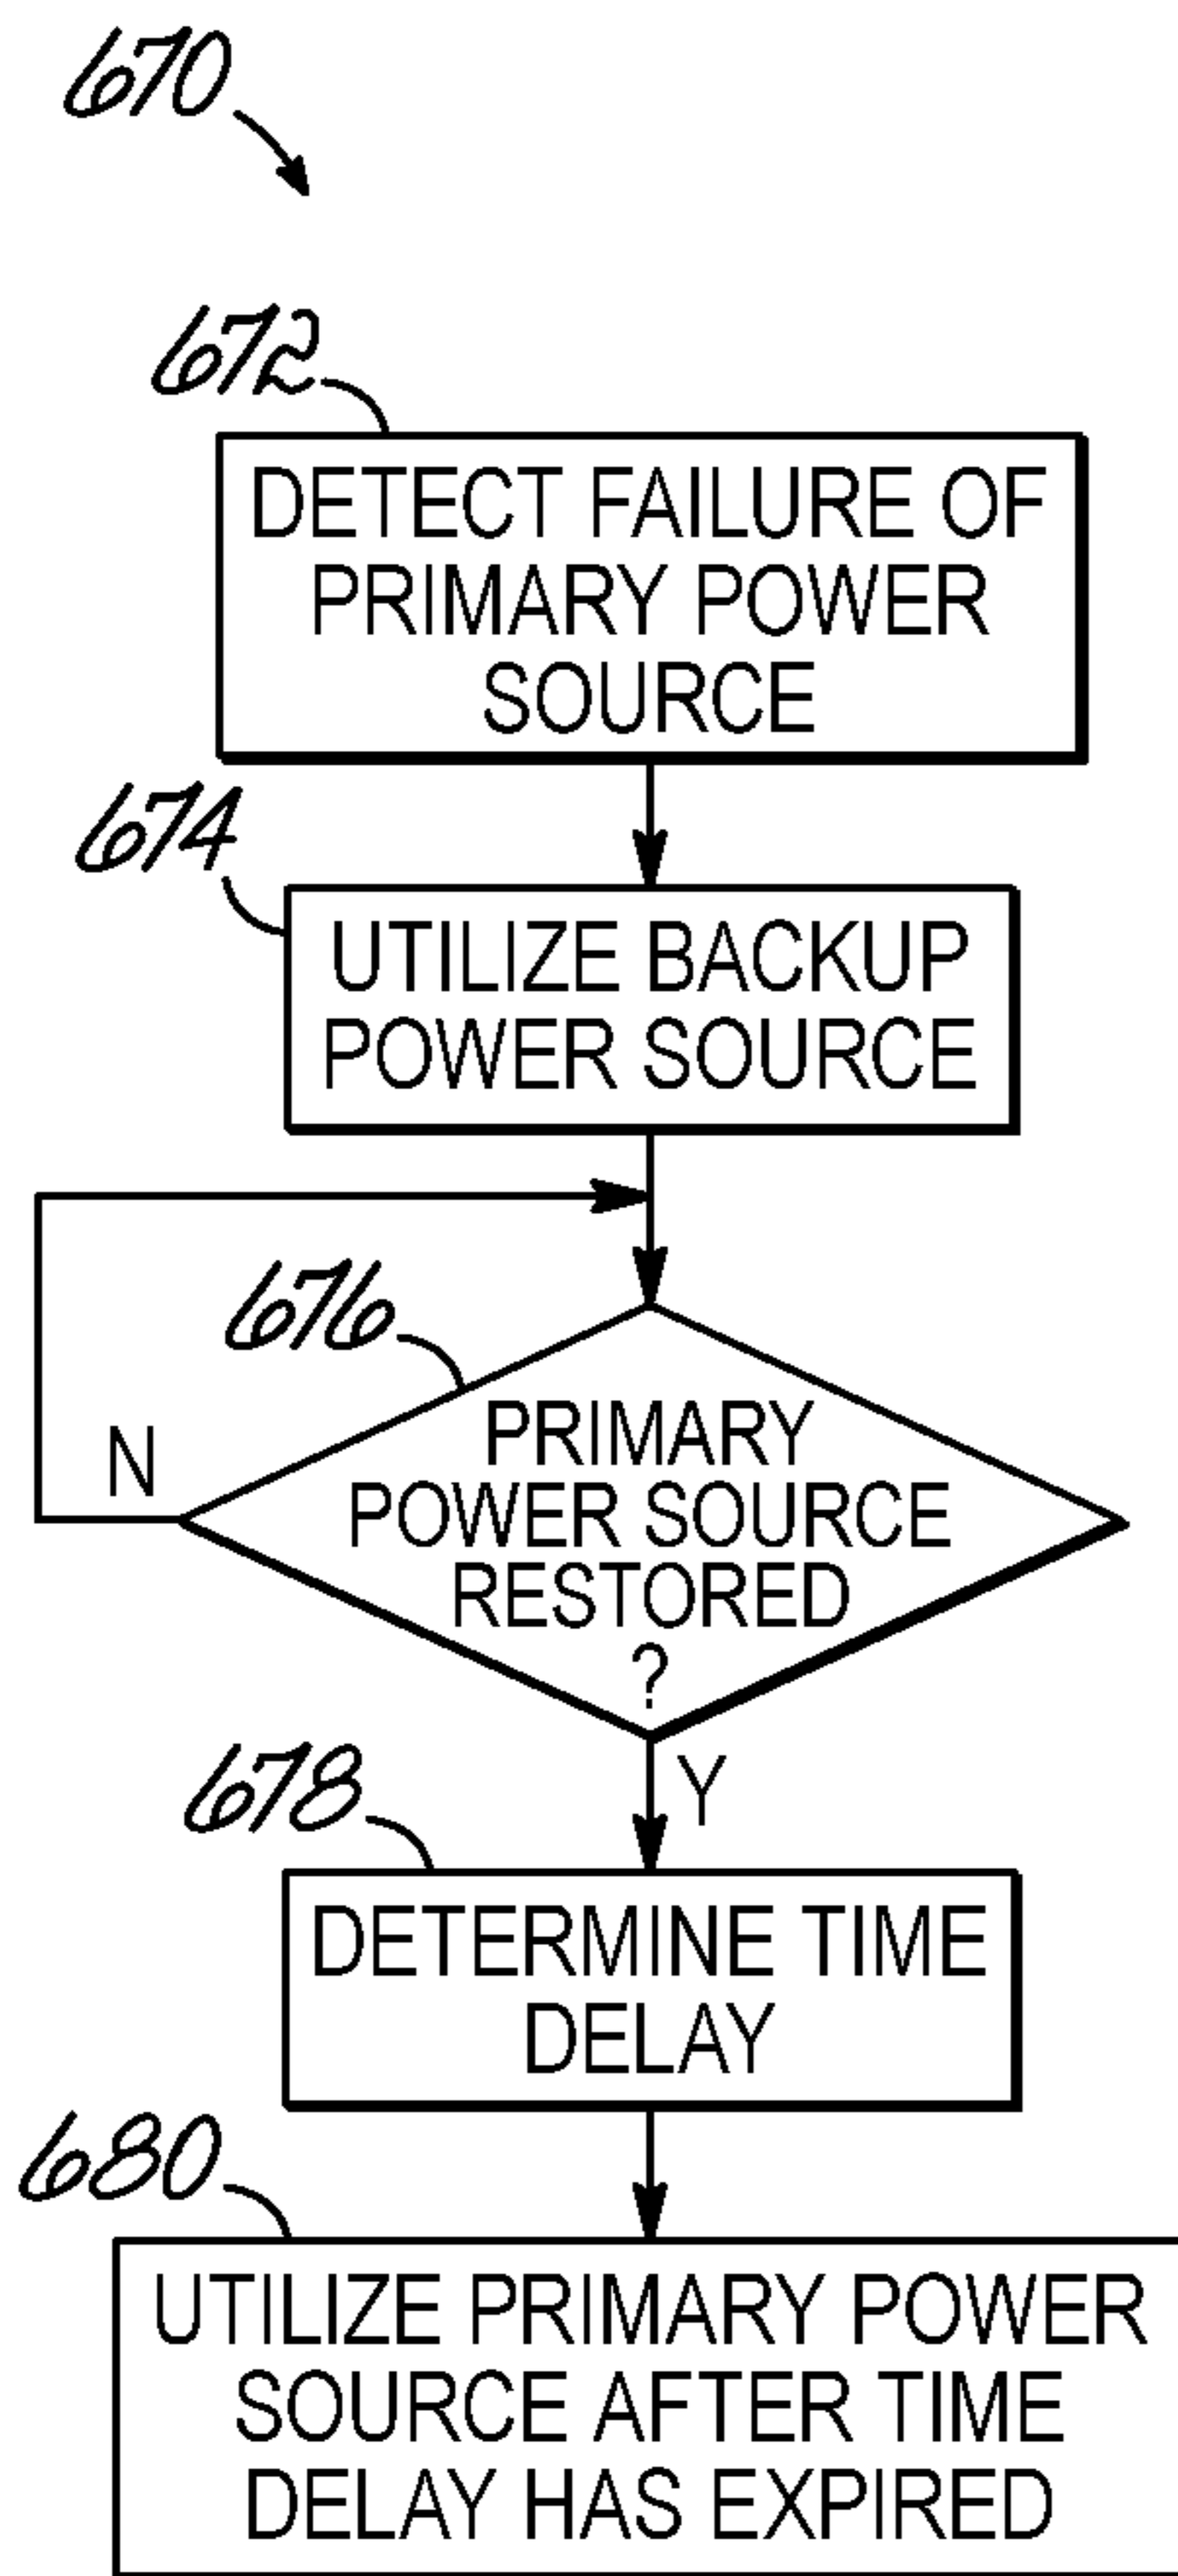 670
672
DETECT FAILURE OF
PRIMARY POWER
SOURCE
674
UTILIZE BACKUP
POWER SOURCE
676
PRIMARY
POWER SOURCE
RESTORED
?
N
Y
678
DETERMINE TIME
DELAY
680
UTILIZE PRIMARY POWER
SOURCE AFTER TIME
DELAY HAS EXPIRED